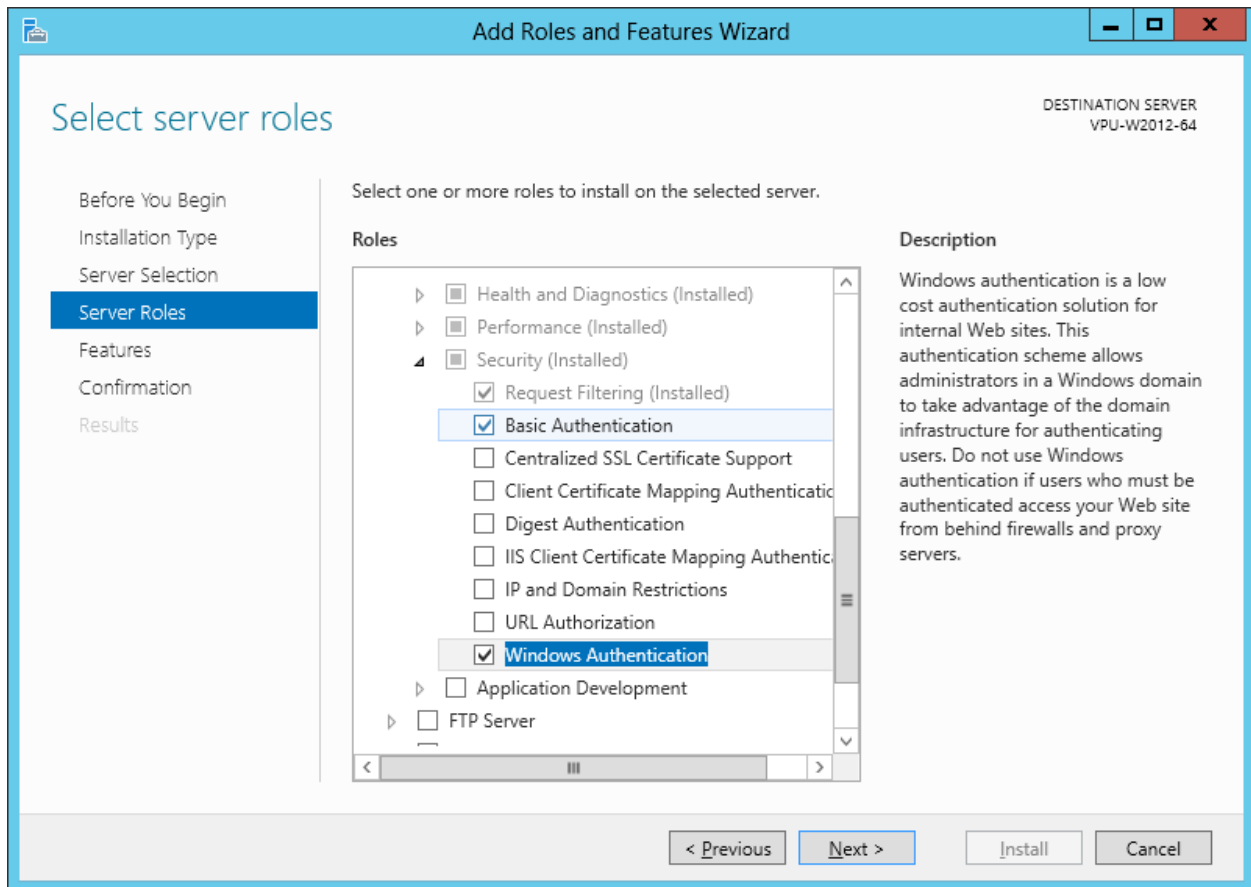 Add Roles and Features Wizard
Select server roles
DESTINATION SERVER
VPU-W2012-64
Before You Begin
Installation Type
Server Selection
Server Roles
Features
Confirmation
Results
Select one or more roles to install on the selected server.
Roles
Health and Diagnostics (Installed)
Performance (Installed)
Security (Installed)
Request Filtering (Installed)
Basic Authentication
Centralized SSL Certificate Support
Client Certificate Mapping Authenticatic
Digest Authentication
IIS Client Certificate Mapping Authentic
IP and Domain Restrictions
URL Authorization
Windows Authentication
Application Development
FTP Server
Description
Windows authentication is a low
cost authentication solution for
internal Web sites. This
authentication scheme allows
administrators in a Windows domain
to take advantage of the domain
infrastructure for authenticating
users. Do not use Windows
authentication if users who must be
authenticated access your Web site
from behind firewalls and proxy
servers.
< Previous
Next >
Install
Cancel